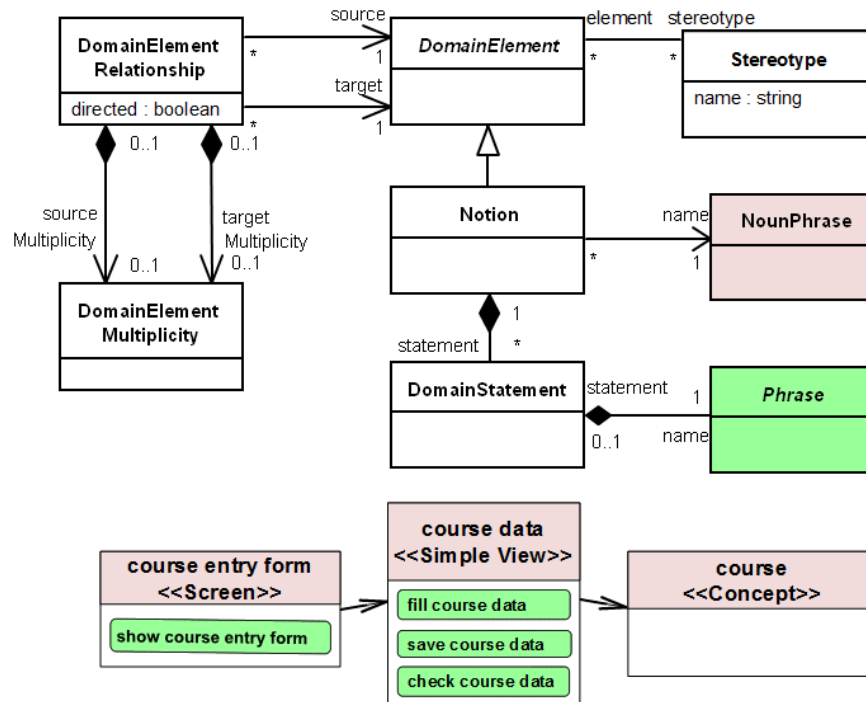 DomainElement
Relationship
directed : boolean
source
*
1
target
*
1
DomainElement
element
stereotype
*
*
Stereotype
name : string
0..1
0..1
source
Multiplicity
target
Multiplicity
0..1
0..1
DomainElement
Multiplicity
Notion
name
*
1
NounPhrase
1
statement
*
DomainStatement
statement
1
0..1
name
Phrase
course entry form
<<Screen>>
show course entry form
course data
<<Simple View>>
fill course data
save course data
check course data
course
<<Concept>>